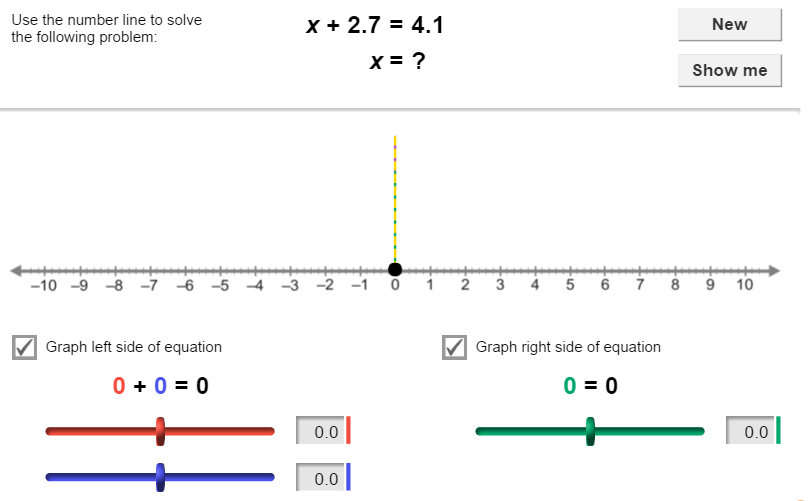 Use the number line to solve
the following problem:
x + 2.7 = 4.1
x = ?
New
Show me
–10 –9 –8 –7 –6 –5 –4 –3 –2 –1 0 1 2 3 4 5 6 7 8 9 10
Graph left side of equation
0 + 0 = 0
0.0
0.0
Graph right side of equation
0 = 0
0.0